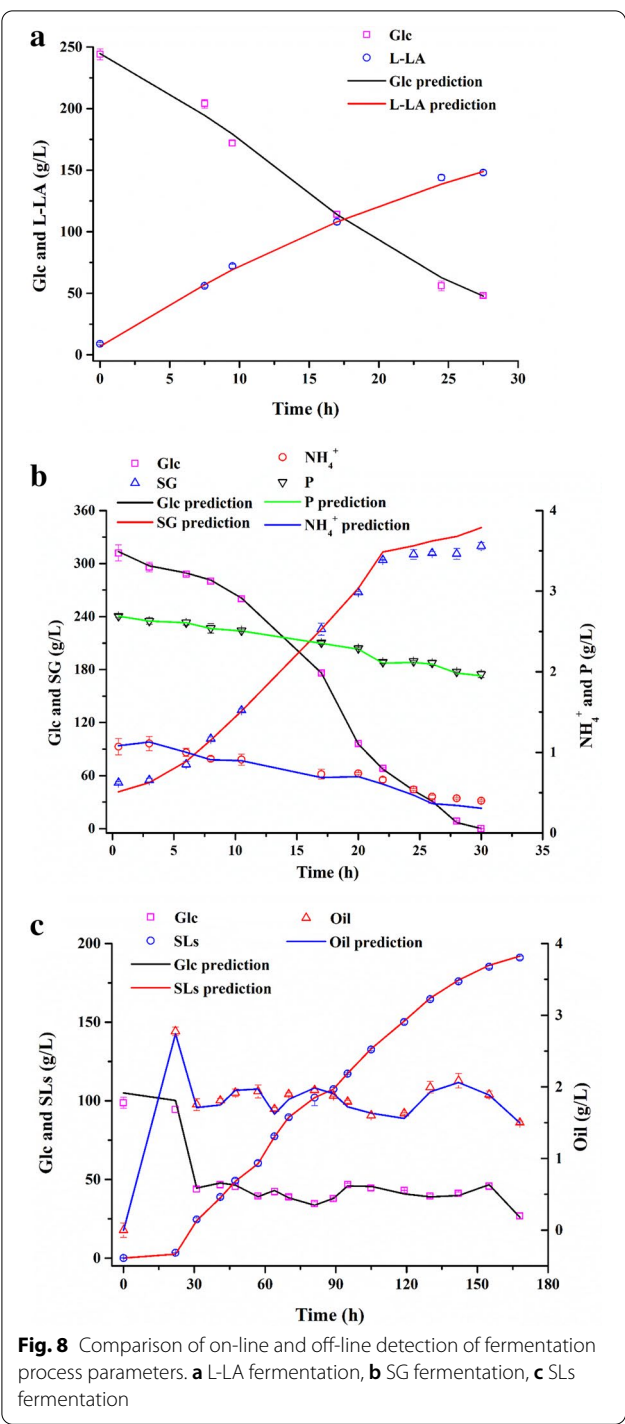 a
Glc
L-LA
Glc prediction
L-LA prediction
250
200
150
100
50
0
Glc and L-LA (g/L)
0 5 10 15 20 25 30
Time (h)
b
Glc NH₄⁺
SG P
Glc prediction P prediction
SG prediction NH₄⁺ prediction
360
300
240
180
120
60
0
Glc and SG (g/L)
4
3
2
1
0
NH₄⁺ and P (g/L)
0 5 10 15 20 25 30 35
Time (h)
c
Glc Oil
SLs Oil prediction
Glc prediction
SLs prediction
200
150
100
50
0
Glc and SLs (g/L)
4
3
2
1
0
Oil (g/L)
0 30 60 90 120 150 180
Time (h)
Fig. 8 Comparison of on-line and off-line detection of fermentation
process parameters. a L-LA fermentation, b SG fermentation, c SLs
fermentation